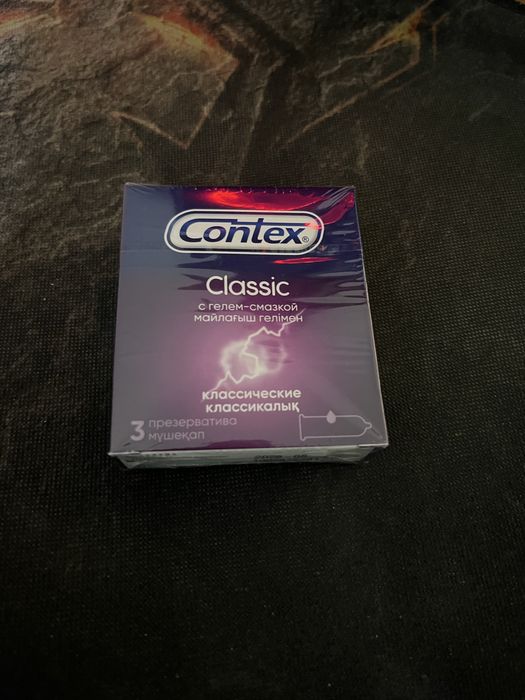 Contex®
Classic
с гелем-смазкой
майлағыш гелімен
классические
классикалық
3 презерватива
мүшеқап